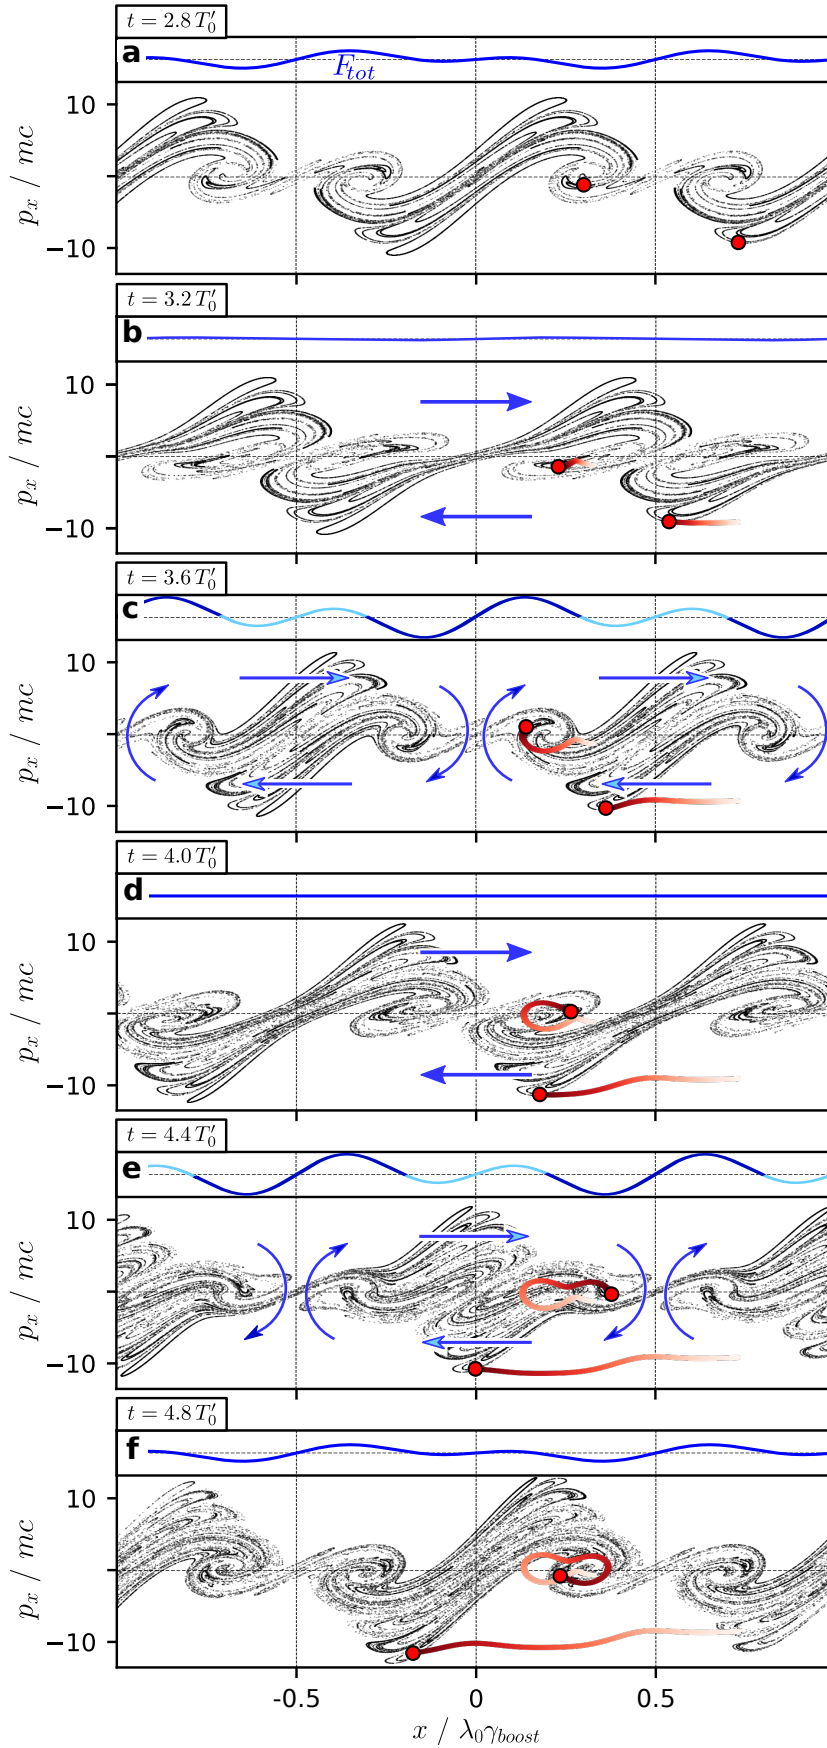 t = 2.8 T′₀
a
F_tot
10
−10
p_x / mc
t = 3.2 T′₀
b
10
−10
p_x / mc
t = 3.6 T′₀
c
10
−10
p_x / mc
t = 4.0 T′₀
d
10
−10
p_x / mc
t = 4.4 T′₀
e
10
−10
p_x / mc
t = 4.8 T′₀
f
10
−10
p_x / mc
-0.5 0 0.5
x / λ₀γ_boost